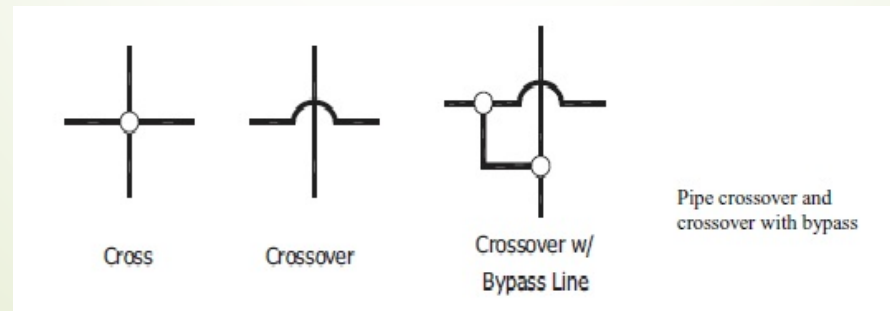 Cross
Crossover
Crossover w/
Bypass Line
Pipe crossover and
crossover with bypass